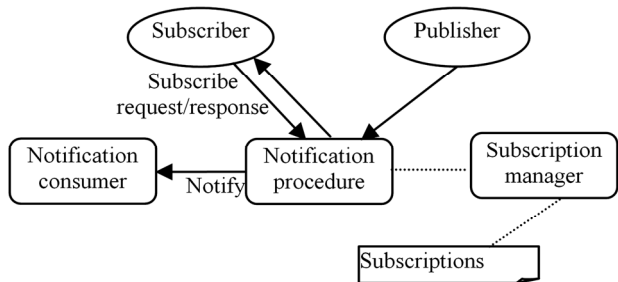 Subscriber
Publisher
Subscribe
request/response
Notification
consumer
Notify
Notification
procedure
Subscription
manager
Subscriptions